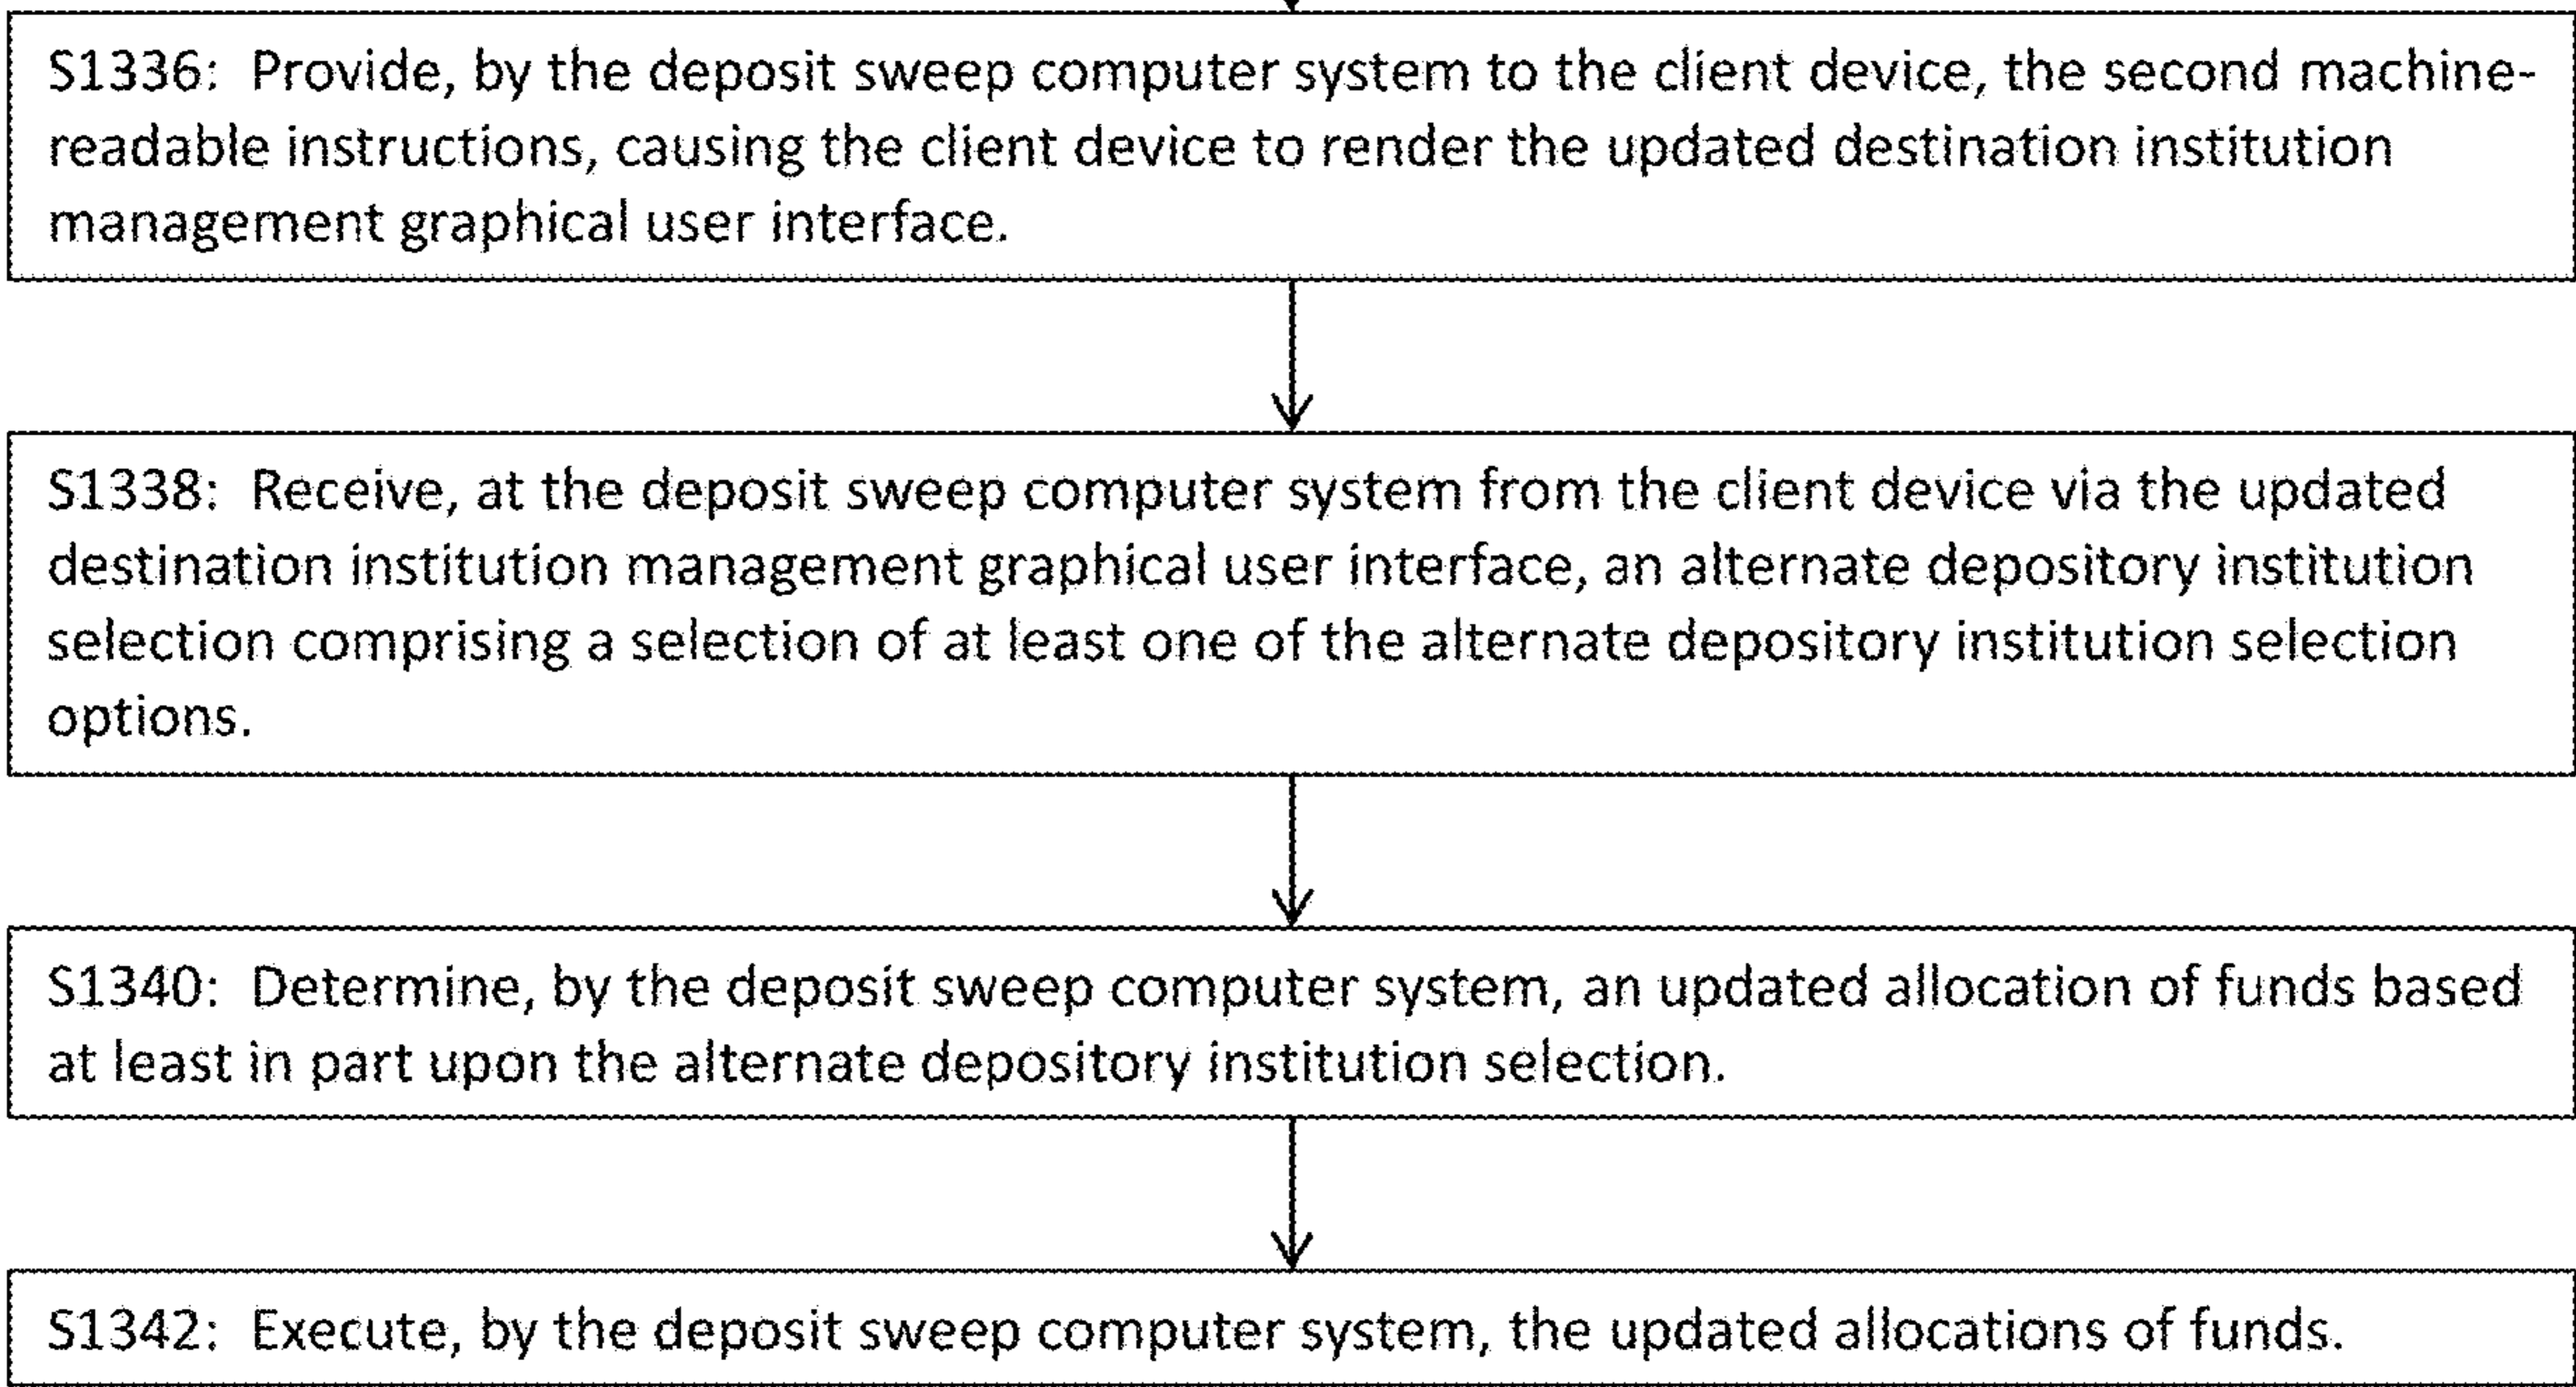 S1336: Provide, by the deposit sweep computer system to the client device, the second machine-
readable instructions, causing the client device to render the updated destination institution
management graphical user interface.
S1338: Receive, at the deposit sweep computer system from the client device via the updated
destination institution management graphical user interface, an alternate depository institution
selection comprising a selection of at least one of the alternate depository institution selection
options.
S1340: Determine, by the deposit sweep computer system, an updated allocation of funds based
at least in part upon the alternate depository institution selection.
S1342: Execute, by the deposit sweep computer system, the updated allocations of funds.